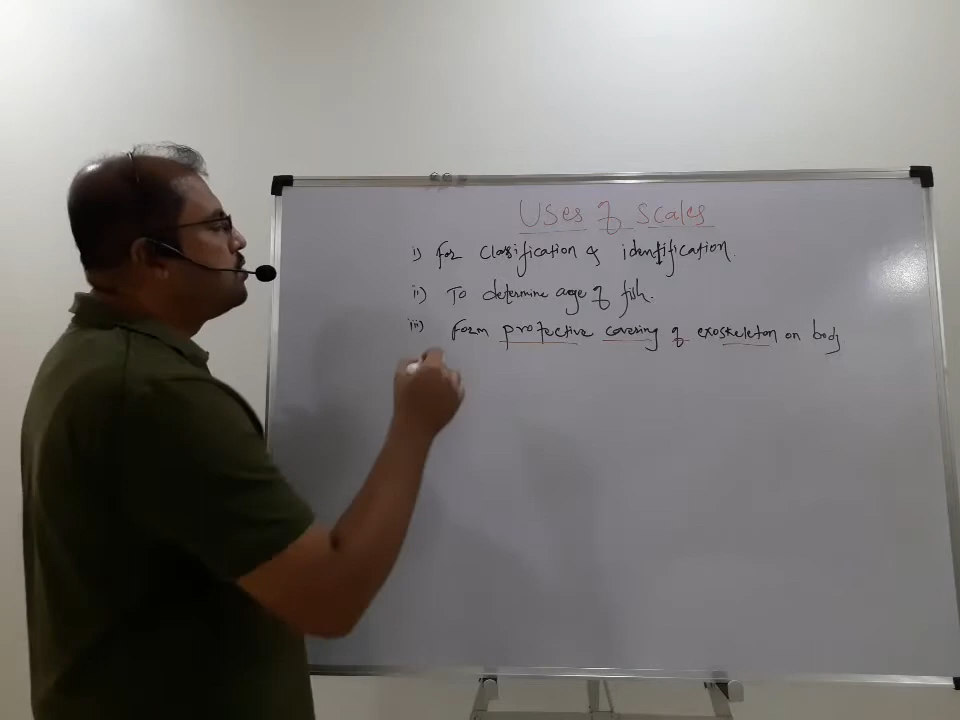 Uses of scales
i) For classification & identification.
ii) To determine age of fish.
iii) Form protective covering of exoskeleton on body